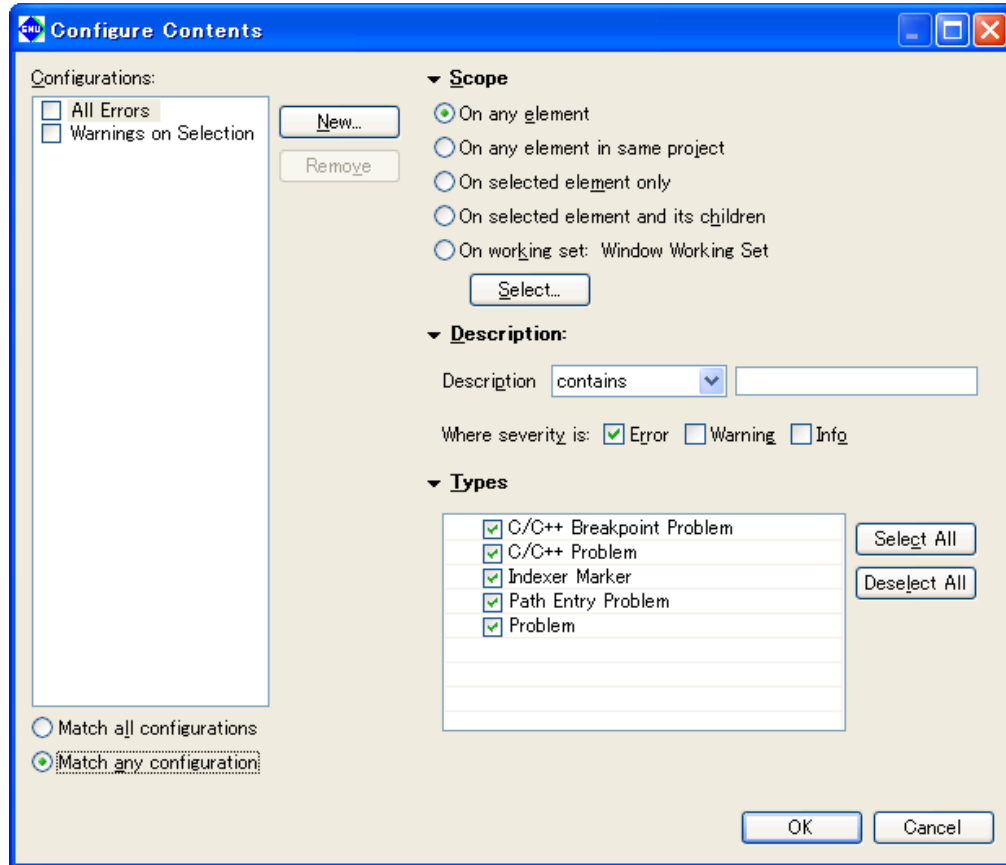 Configure Contents
Configurations:
All Errors
Warnings on Selection
New...
Remove
Match all configurations
Match any configuration
Scope
On any element
On any element in same project
On selected element only
On selected element and its children
On working set: Window Working Set
Select...
Description:
Description contains
Where severity is: Error Warning Info
Types
C/C++ Breakpoint Problem
C/C++ Problem
Indexer Marker
Path Entry Problem
Problem
Select All
Deselect All
OK Cancel